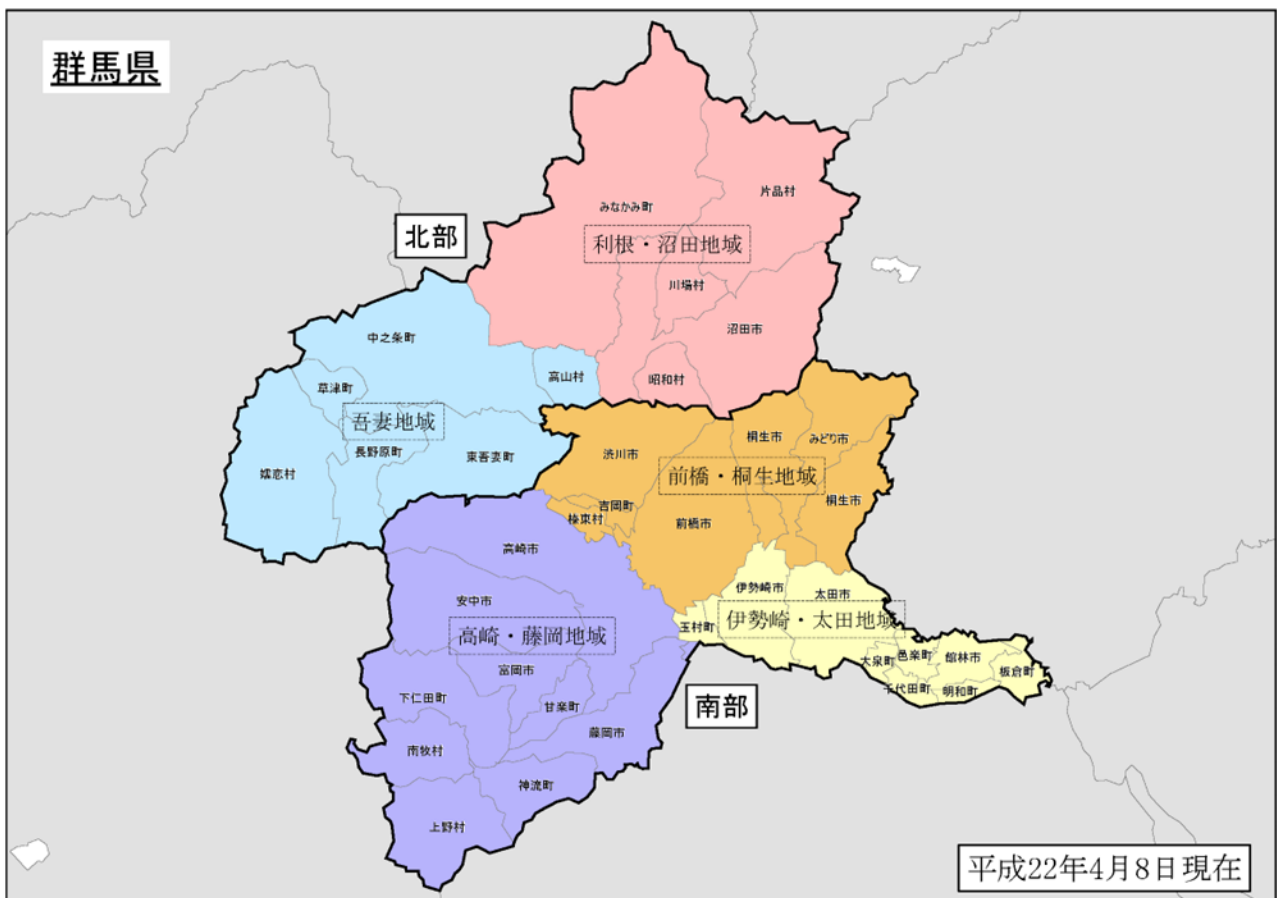 群馬県
北部
みなかみ町
片品村
利根・沼田地域
川場村
沼田市
昭和村
中之条町
高山村
草津町
吾妻地域
長野原町
東吾妻町
嬬恋村
渋川市
桐生市
みどり市
前橋・桐生地域
桐生市
吉岡町
榛東村
前橋市
高崎市
安中市
高崎・藤岡地域
富岡市
下仁田町
甘楽町
藤岡市
南牧村
神流町
上野村
伊勢崎市
太田市
伊勢崎・太田地域
玉村町
大泉町
邑楽町
館林市
板倉町
千代田町
明和町
南部
平成22年4月8日現在